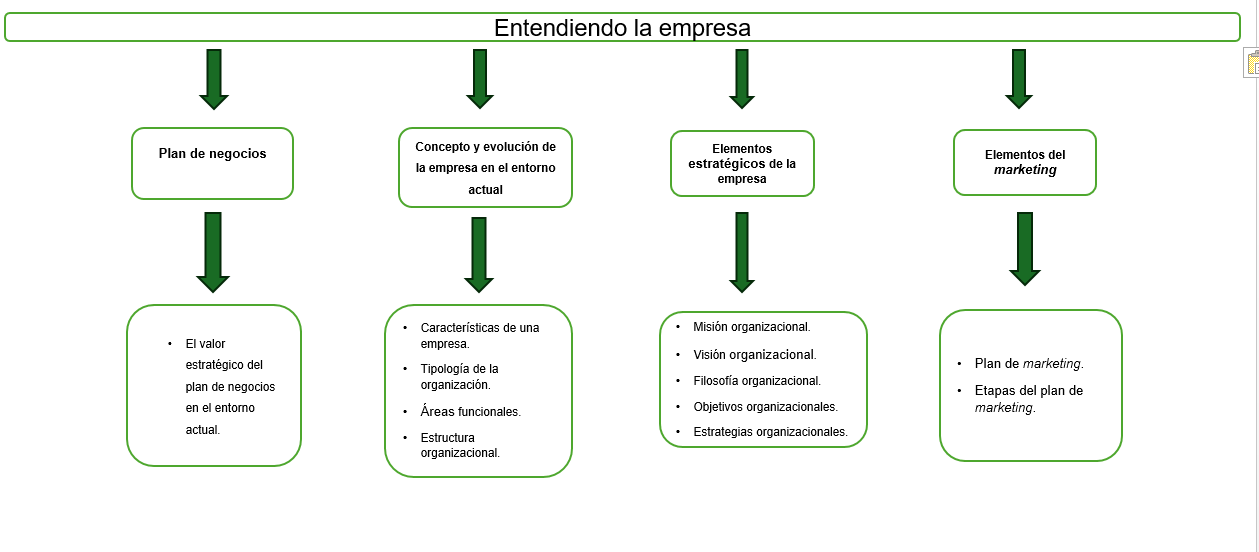 Entendiendo la empresa
Plan de negocios
Concepto y evolución de
la empresa en el entorno
actual
Elementos
estratégicos de la
empresa
Elementos del
marketing
• El valor
estratégico del
plan de negocios
en el entorno
actual.
• Características de una
empresa.
• Tipología de la
organización.
• Áreas funcionales.
• Estructura
organizacional.
• Misión organizacional.
• Visión organizacional.
• Filosofía organizacional.
• Objetivos organizacionales.
• Estrategias organizacionales.
• Plan de marketing.
• Etapas del plan de
marketing.